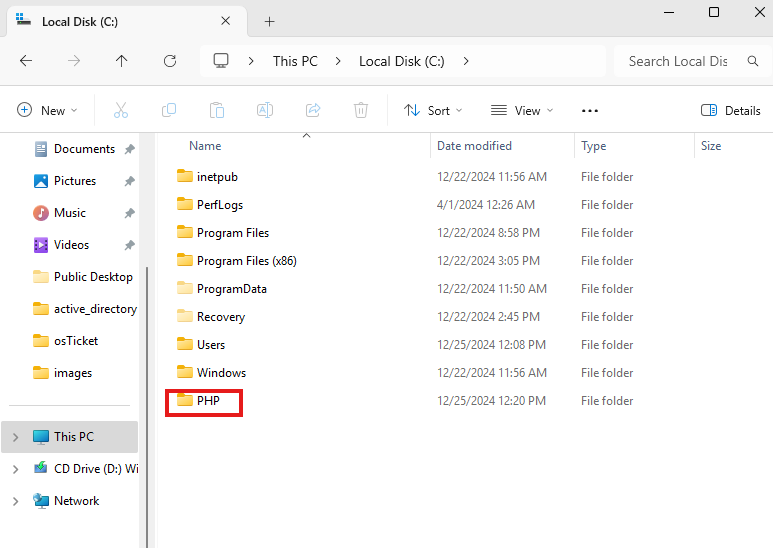 Local Disk (C:)
This PC Local Disk (C:) Search Local Dis
New Sort View Details
Name Date modified Type Size
Documents
Pictures
Music
Videos
Public Desktop
active_directory
osTicket
images
This PC
CD Drive (D:) Wi
Network
inetpub 12/22/2024 11:56 AM File folder
PerfLogs 4/1/2024 12:26 AM File folder
Program Files 12/22/2024 8:58 PM File folder
Program Files (x86) 12/22/2024 3:05 PM File folder
ProgramData 12/22/2024 11:50 AM File folder
Recovery 12/22/2024 2:45 PM File folder
Users 12/25/2024 12:08 PM File folder
Windows 12/22/2024 11:56 AM File folder
PHP 12/25/2024 12:20 PM File folder